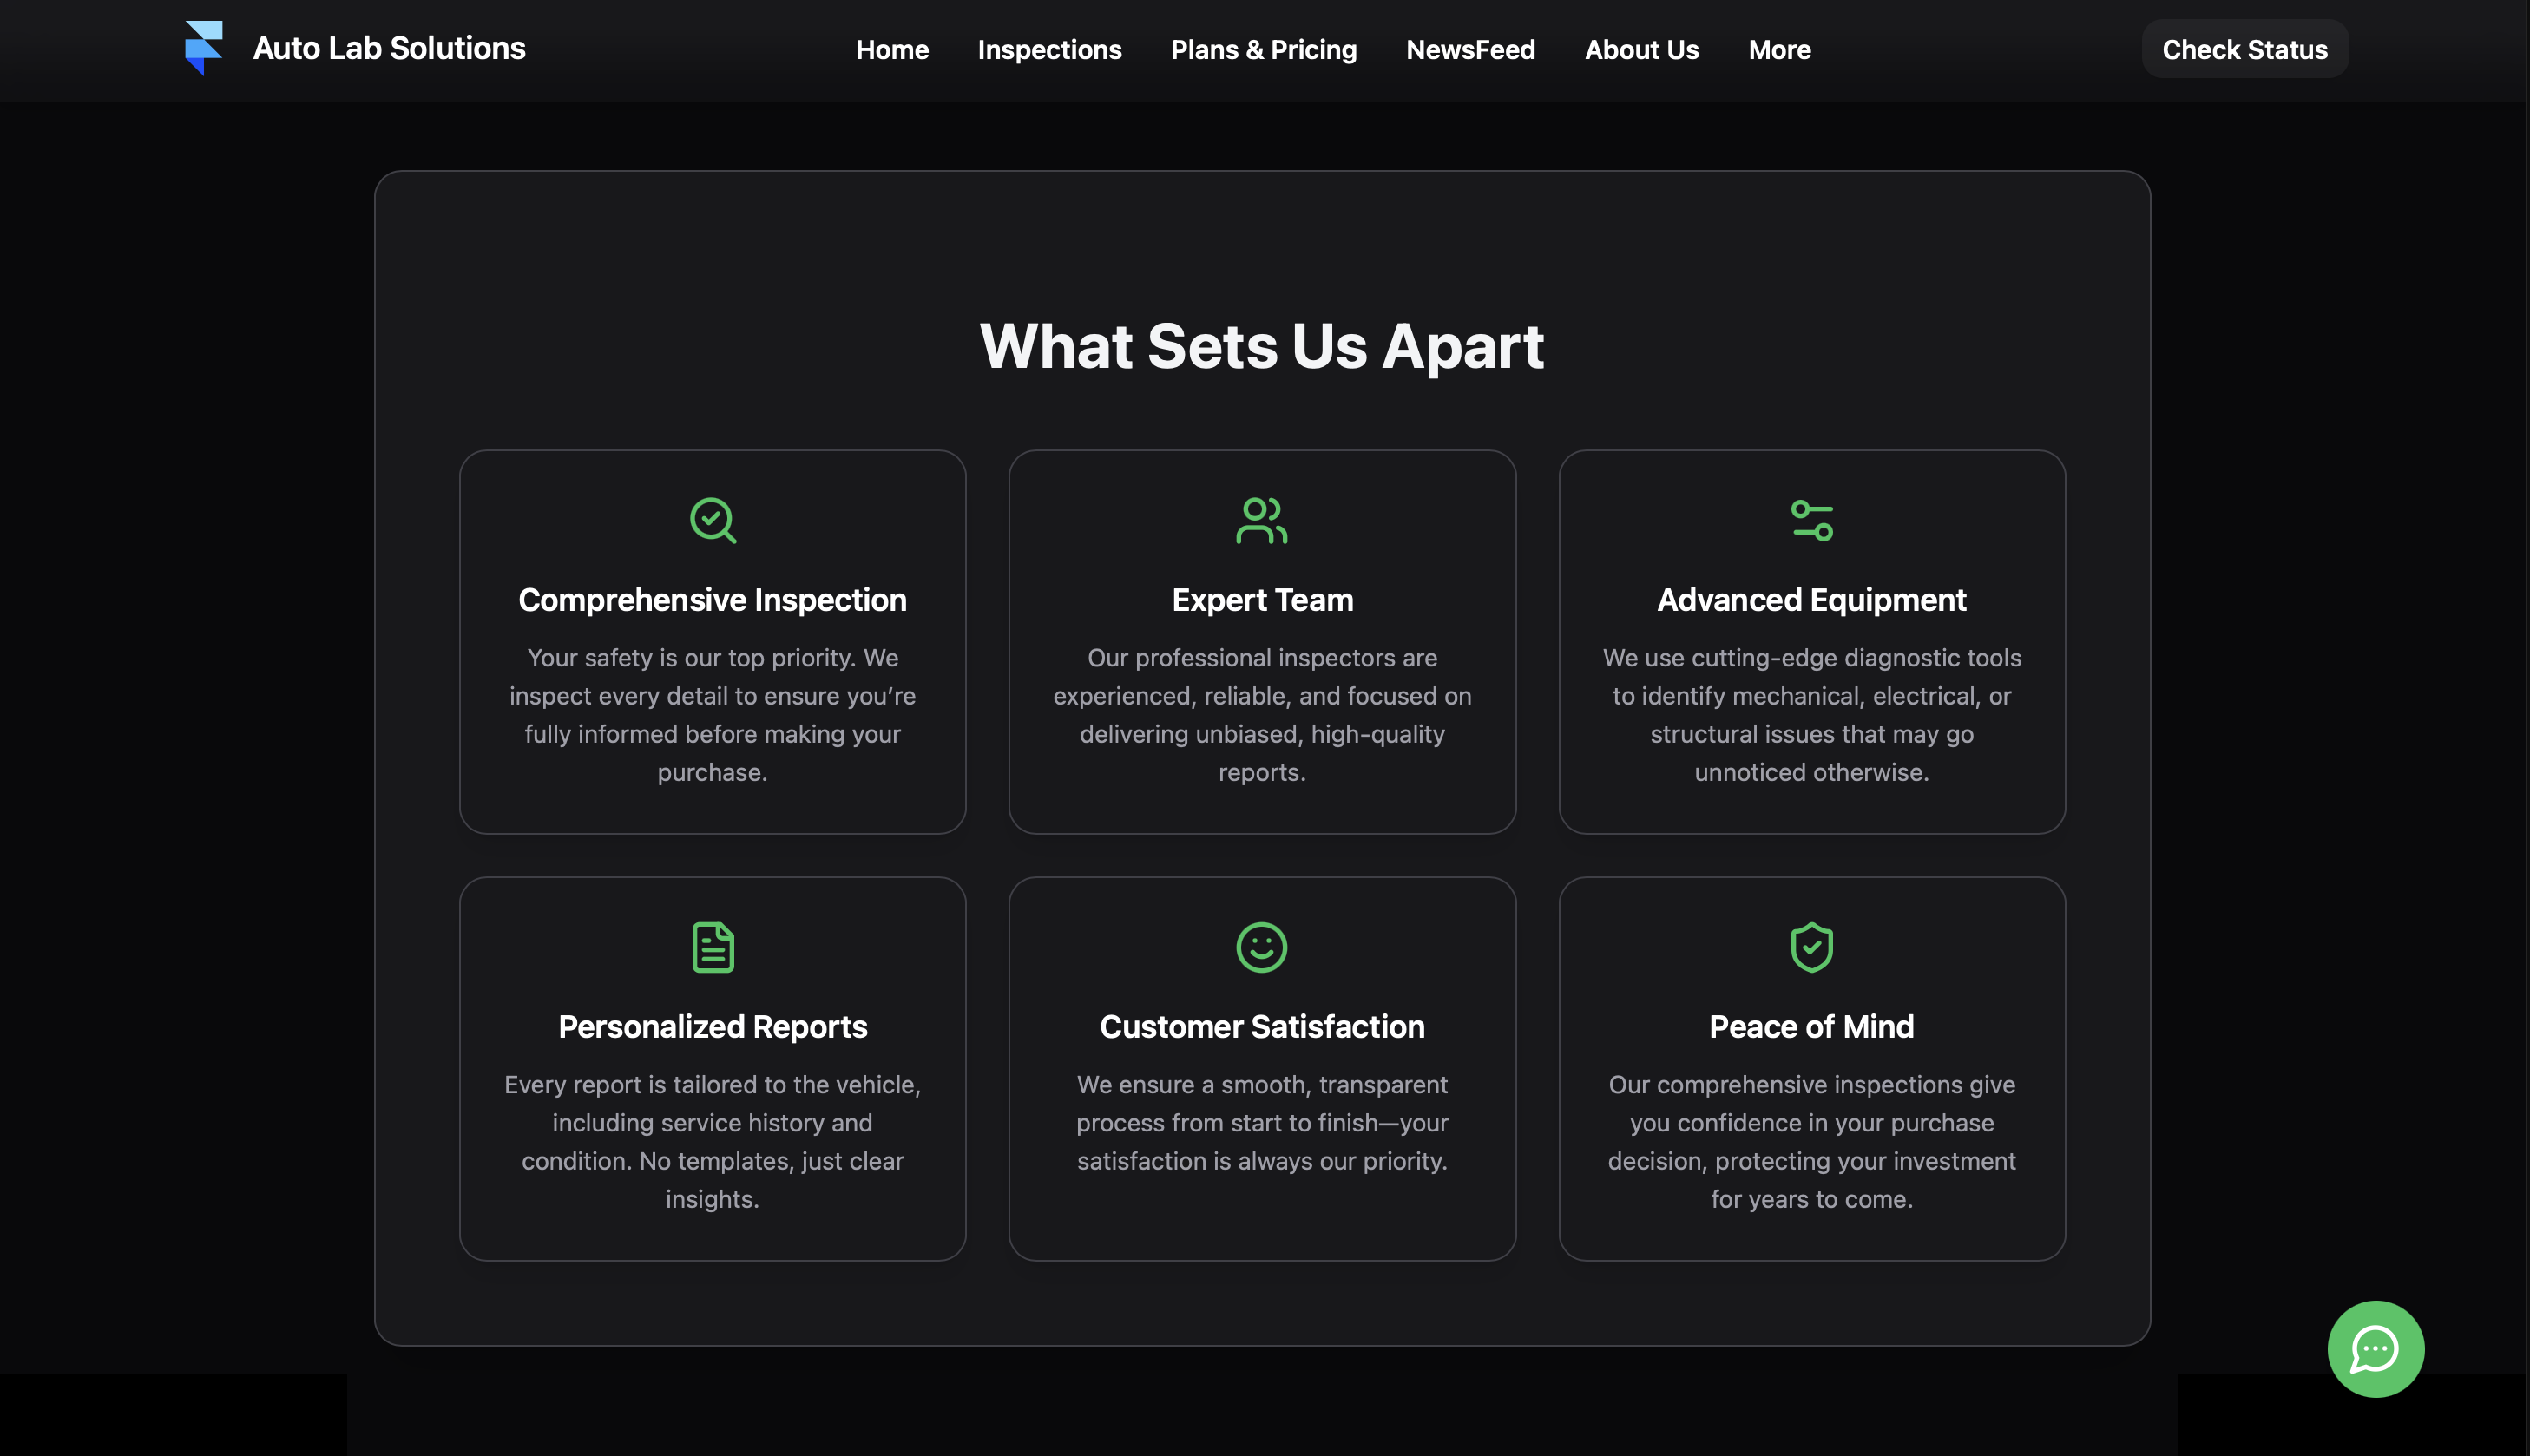 Auto Lab Solutions
Home
Inspections
Plans & Pricing
NewsFeed
About Us
More
Check Status
What Sets Us Apart
Comprehensive Inspection
Your safety is our top priority. We
inspect every detail to ensure you’re
fully informed before making your
purchase.
Expert Team
Our professional inspectors are
experienced, reliable, and focused on
delivering unbiased, high-quality
reports.
Advanced Equipment
We use cutting-edge diagnostic tools
to identify mechanical, electrical, or
structural issues that may go
unnoticed otherwise.
Personalized Reports
Every report is tailored to the vehicle,
including service history and
condition. No templates, just clear
insights.
Customer Satisfaction
We ensure a smooth, transparent
process from start to finish—your
satisfaction is always our priority.
Peace of Mind
Our comprehensive inspections give
you confidence in your purchase
decision, protecting your investment
for years to come.